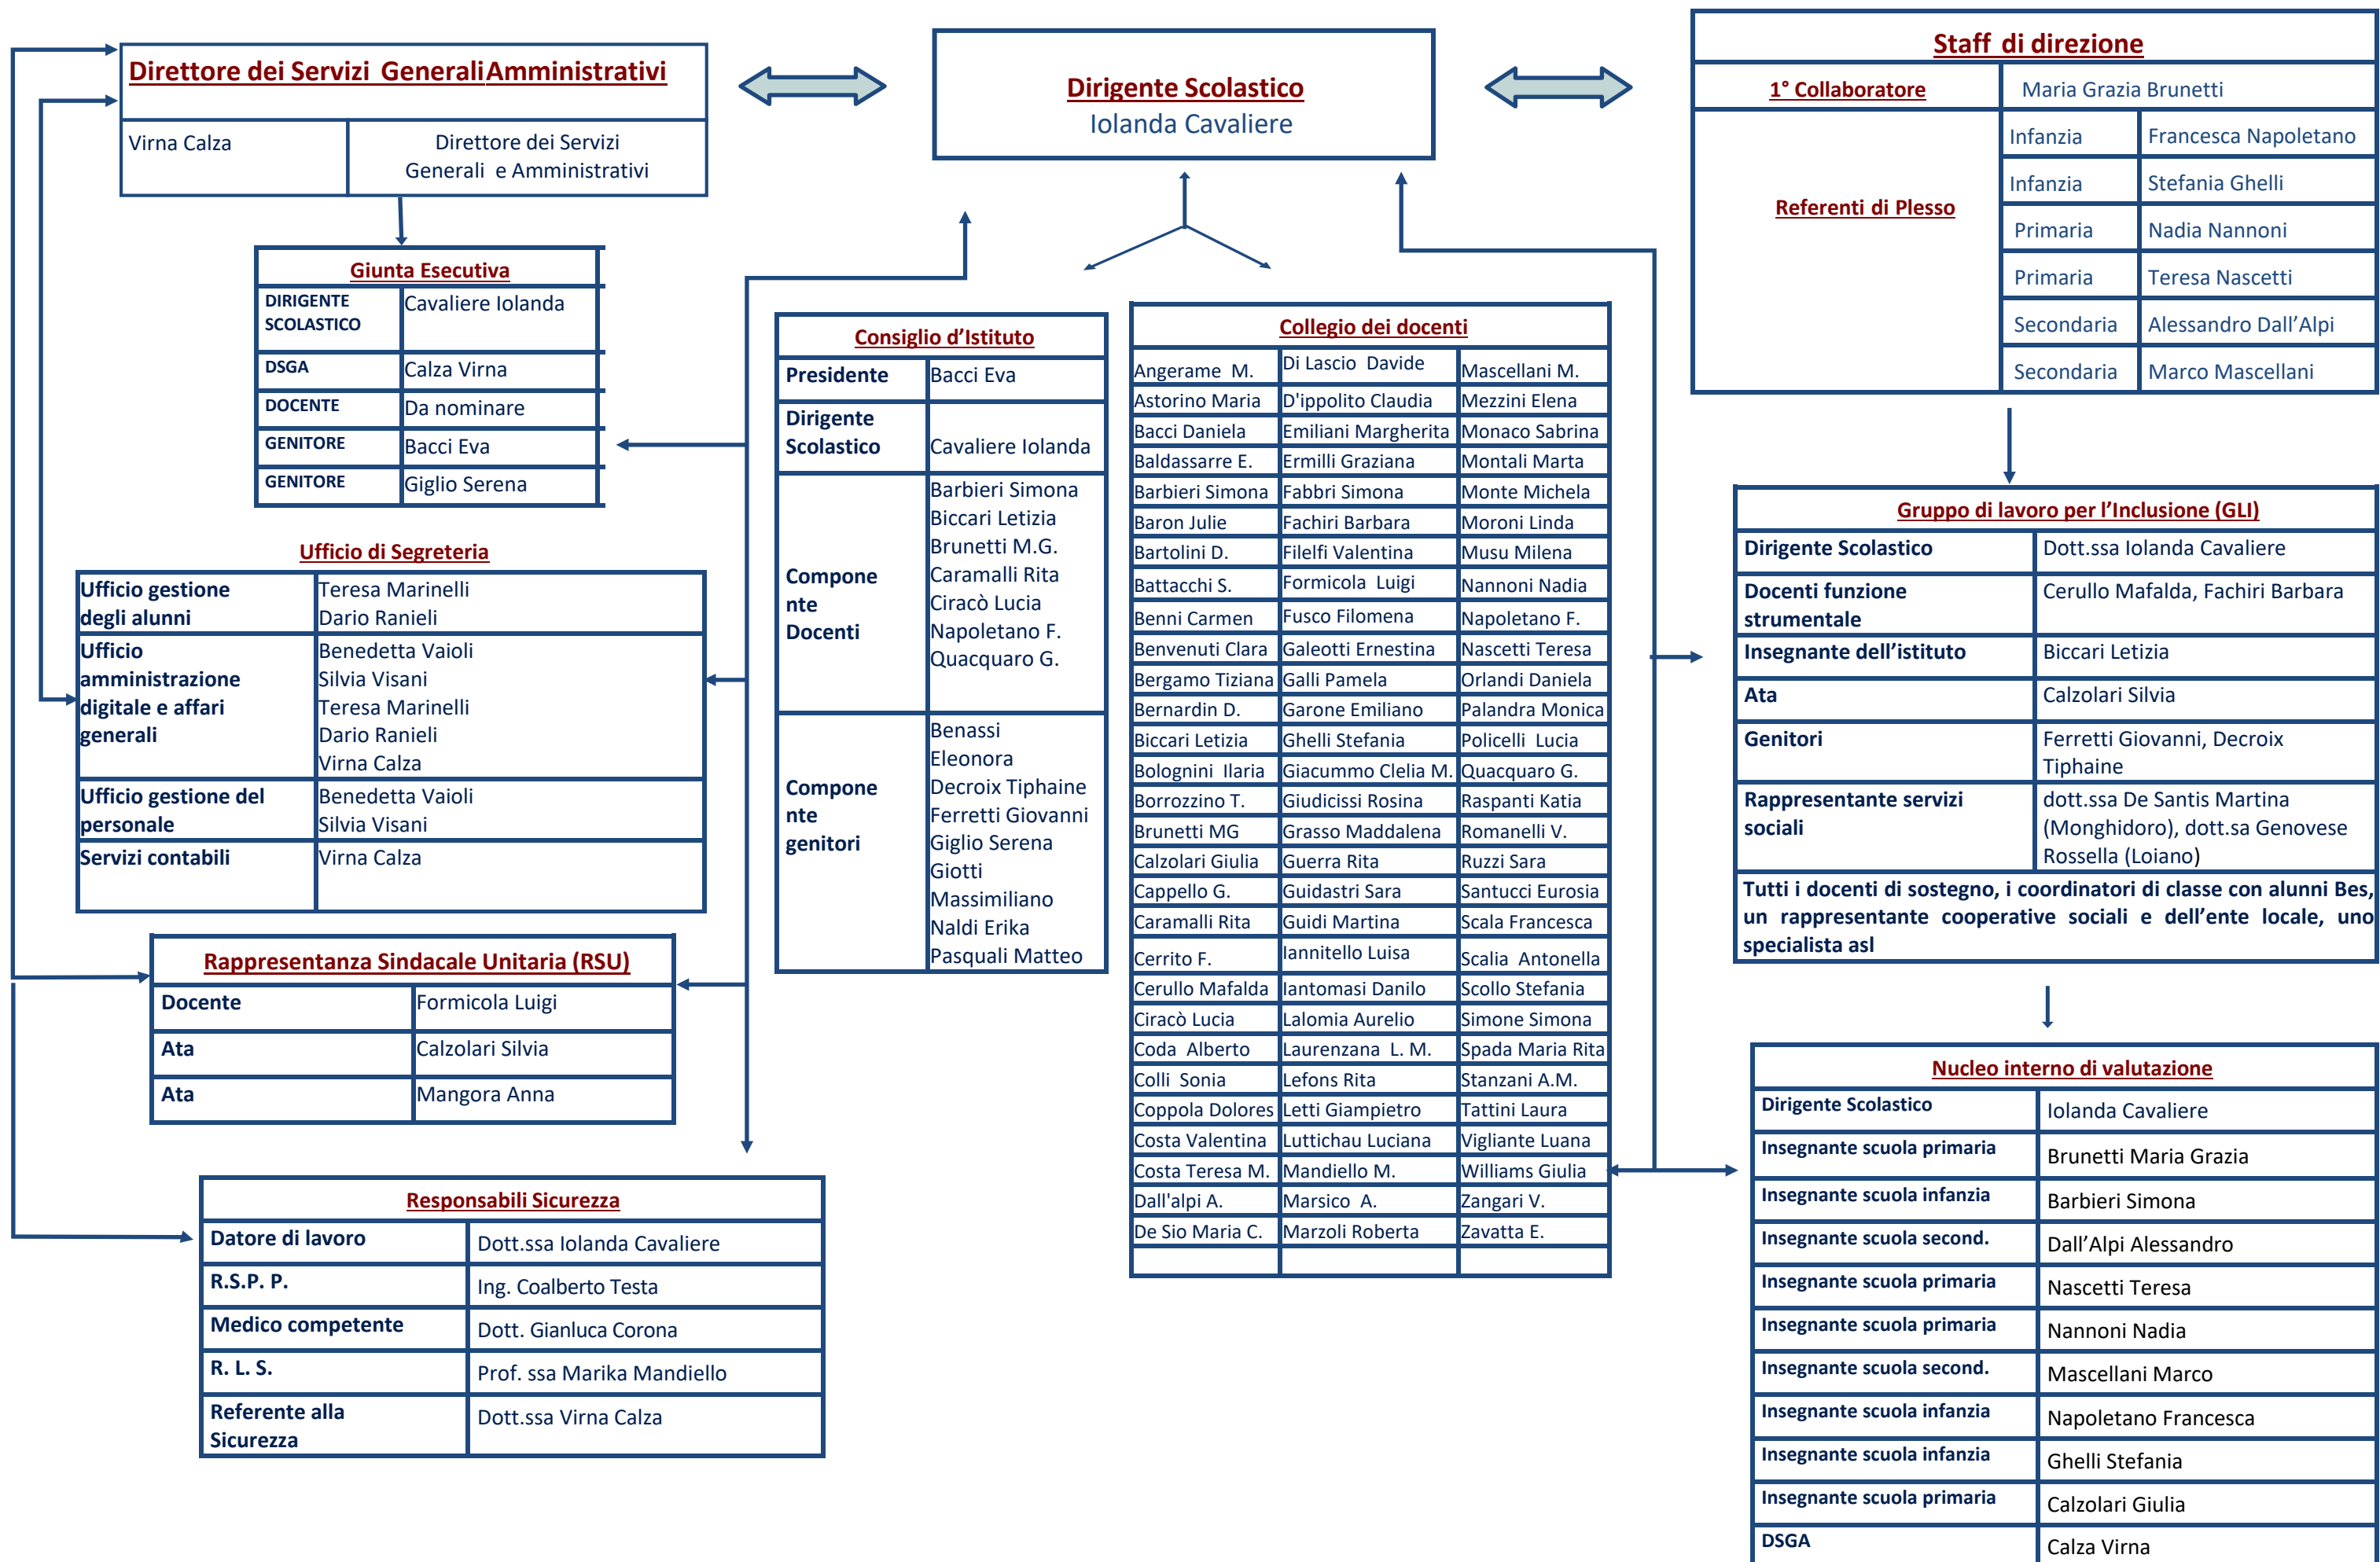 Direttore dei Servizi Generali Amministrativi
Virna Calza
Direttore dei Servizi
Generali e Amministrativi
Dirigente Scolastico
Iolanda Cavaliere
Staff di direzione
1° Collaboratore Maria Grazia Brunetti
Referenti di Plesso
Infanzia Francesca Napoletano
Infanzia Stefania Ghelli
Primaria Nadia Nannoni
Primaria Teresa Nascetti
Secondaria Alessandro Dall’Alpi
Secondaria Marco Mascellani
Giunta Esecutiva
DIRIGENTE
SCOLASTICO
Cavaliere Iolanda
DSGA Calza Virna
DOCENTE Da nominare
GENITORE Bacci Eva
GENITORE Giglio Serena
Ufficio di Segreteria
Ufficio gestione
degli alunni
Teresa Marinelli
Dario Ranieli
Ufficio
amministrazione
digitale e affari
generali
Benedetta Vaioli
Silvia Visani
Teresa Marinelli
Dario Ranieli
Virna Calza
Ufficio gestione del
personale
Benedetta Vaioli
Silvia Visani
Servizi contabili Virna Calza
Rappresentanza Sindacale Unitaria (RSU)
Docente Formicola Luigi
Ata Calzolari Silvia
Ata Mangora Anna
Responsabili Sicurezza
Datore di lavoro Dott.ssa Iolanda Cavaliere
R.S.P. P. Ing. Coalberto Testa
Medico competente Dott. Gianluca Corona
R. L. S. Prof. ssa Marika Mandiello
Referente alla
Sicurezza
Dott.ssa Virna Calza
Consiglio d’Istituto
Presidente Bacci Eva
Dirigente
Scolastico
Cavaliere Iolanda
Compone
nte
Docenti
Barbieri Simona
Biccari Letizia
Brunetti M.G.
Caramalli Rita
Ciracò Lucia
Napoletano F.
Quacquaro G.
Compone
nte
genitori
Benassi
Eleonora
Decroix Tiphaine
Ferretti Giovanni
Giglio Serena
Giotti
Massimiliano
Naldi Erika
Pasquali Matteo
Collegio dei docenti
Angerame M. Di Lascio Davide Mascellani M.
Astorino Maria D'ippolito Claudia Mezzini Elena
Bacci Daniela Emiliani Margherita Monaco Sabrina
Baldassarre E. Ermilli Graziana Montali Marta
Barbieri Simona Fabbri Simona Monte Michela
Baron Julie Fachiri Barbara Moroni Linda
Bartolini D. Filelfi Valentina Musu Milena
Battacchi S. Formicola Luigi Nannoni Nadia
Benni Carmen Fusco Filomena Napoletano F.
Benvenuti Clara Galeotti Ernestina Nascetti Teresa
Bergamo Tiziana Galli Pamela Orlandi Daniela
Bernardin D. Garone Emiliano Palandra Monica
Biccari Letizia Ghelli Stefania Policelli Lucia
Bolognini Ilaria Giacummo Clelia M. Quacquaro G.
Borrozzino T. Giudicissi Rosina Raspanti Katia
Brunetti MG Grasso Maddalena Romanelli V.
Calzolari Giulia Guerra Rita Ruzzi Sara
Cappello G. Guidastri Sara Santucci Eurosia
Caramalli Rita Guidi Martina Scala Francesca
Cerrito F. Iannitello Luisa Scalia Antonella
Cerullo Mafalda Iantomasi Danilo Scollo Stefania
Ciracò Lucia Lalomia Aurelio Simone Simona
Coda Alberto Laurenzana L. M. Spada Maria Rita
Colli Sonia Lefons Rita Stanzani A.M.
Coppola Dolores Letti Giampietro Tattini Laura
Costa Valentina Luttichau Luciana Vigliante Luana
Costa Teresa M. Mandiello M. Williams Giulia
Dall'alpi A. Marsico A. Zangari V.
De Sio Maria C. Marzoli Roberta Zavatta E.
Gruppo di lavoro per l’Inclusione (GLI)
Dirigente Scolastico Dott.ssa Iolanda Cavaliere
Docenti funzione
strumentale
Cerullo Mafalda, Fachiri Barbara
Insegnante dell’istituto Biccari Letizia
Ata Calzolari Silvia
Genitori
Ferretti Giovanni, Decroix
Tiphaine
Rappresentante servizi
sociali
dott.ssa De Santis Martina
(Monghidoro), dott.sa Genovese
Rossella (Loiano)
Tutti i docenti di sostegno, i coordinatori di classe con alunni Bes,
un rappresentante cooperative sociali e dell’ente locale, uno
specialista asl
Nucleo interno di valutazione
Dirigente Scolastico Iolanda Cavaliere
Insegnante scuola primaria Brunetti Maria Grazia
Insegnante scuola infanzia Barbieri Simona
Insegnante scuola second. Dall’Alpi Alessandro
Insegnante scuola primaria Nascetti Teresa
Insegnante scuola primaria Nannoni Nadia
Insegnante scuola second. Mascellani Marco
Insegnante scuola infanzia Napoletano Francesca
Insegnante scuola infanzia Ghelli Stefania
Insegnante scuola primaria Calzolari Giulia
DSGA Calza Virna